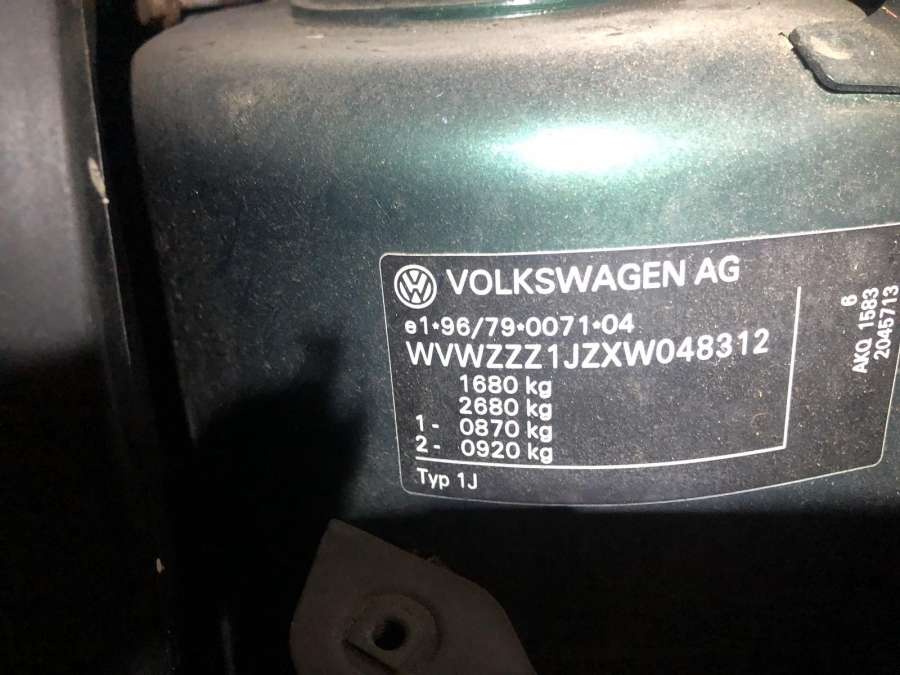 VOLKSWAGEN AG
e1*96/79*0071*04
WVWZZZ1JZXW048312
1680 kg
2680 kg
1- 0870 kg
2- 0920 kg
Typ 1J
6
AKQ 1583
2045713